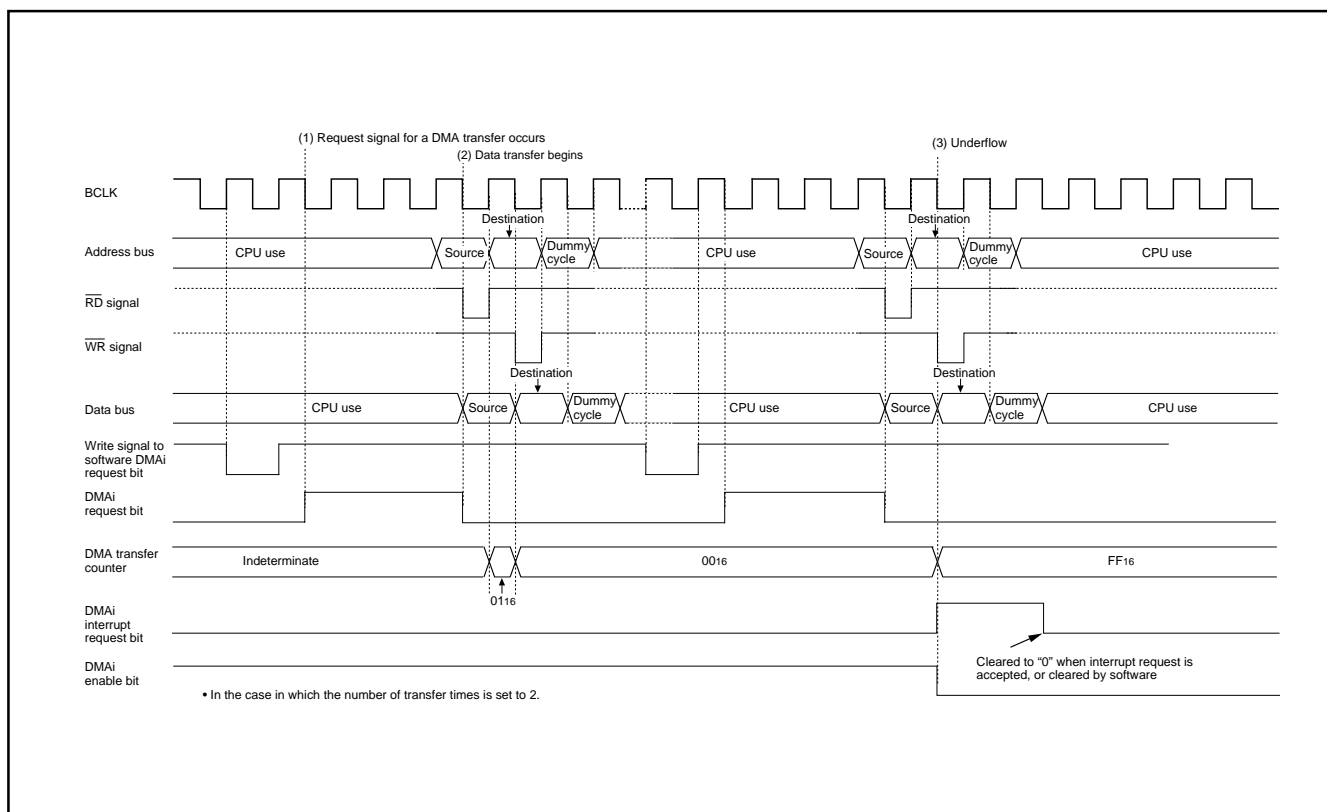 (1) Request signal for a DMA transfer occurs
(2) Data transfer begins
(3) Underflow
BCLK
Destination
Destination
Address bus
CPU use
Source
Dummy
cycle
CPU use
Source
Dummy
cycle
CPU use
RD signal
WR signal
Destination
Destination
Data bus
CPU use
Source
Dummy
cycle
CPU use
Source
Dummy
cycle
CPU use
Write signal to
software DMAi
request bit
DMAi
request bit
DMA transfer
counter
Indeterminate
0016
FF16
0116
DMAi
interrupt
request bit
Cleared to “0” when interrupt request is
accepted, or cleared by software
DMAi
enable bit
• In the case in which the number of transfer times is set to 2.